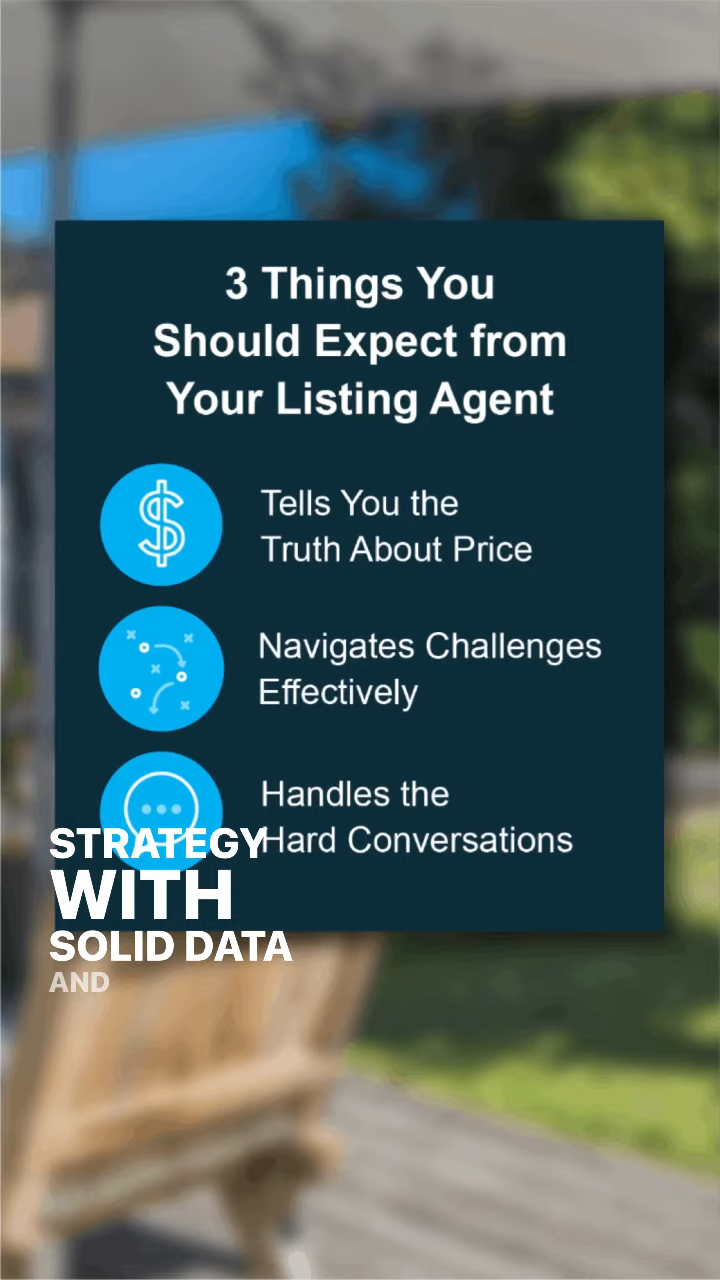 3 Things You
Should Expect from
Your Listing Agent
$
Tells You the
Truth About Price
Navigates Challenges
Effectively
Handles the
Hard Conversations
STRATEGY
WITH
SOLID DATA
AND